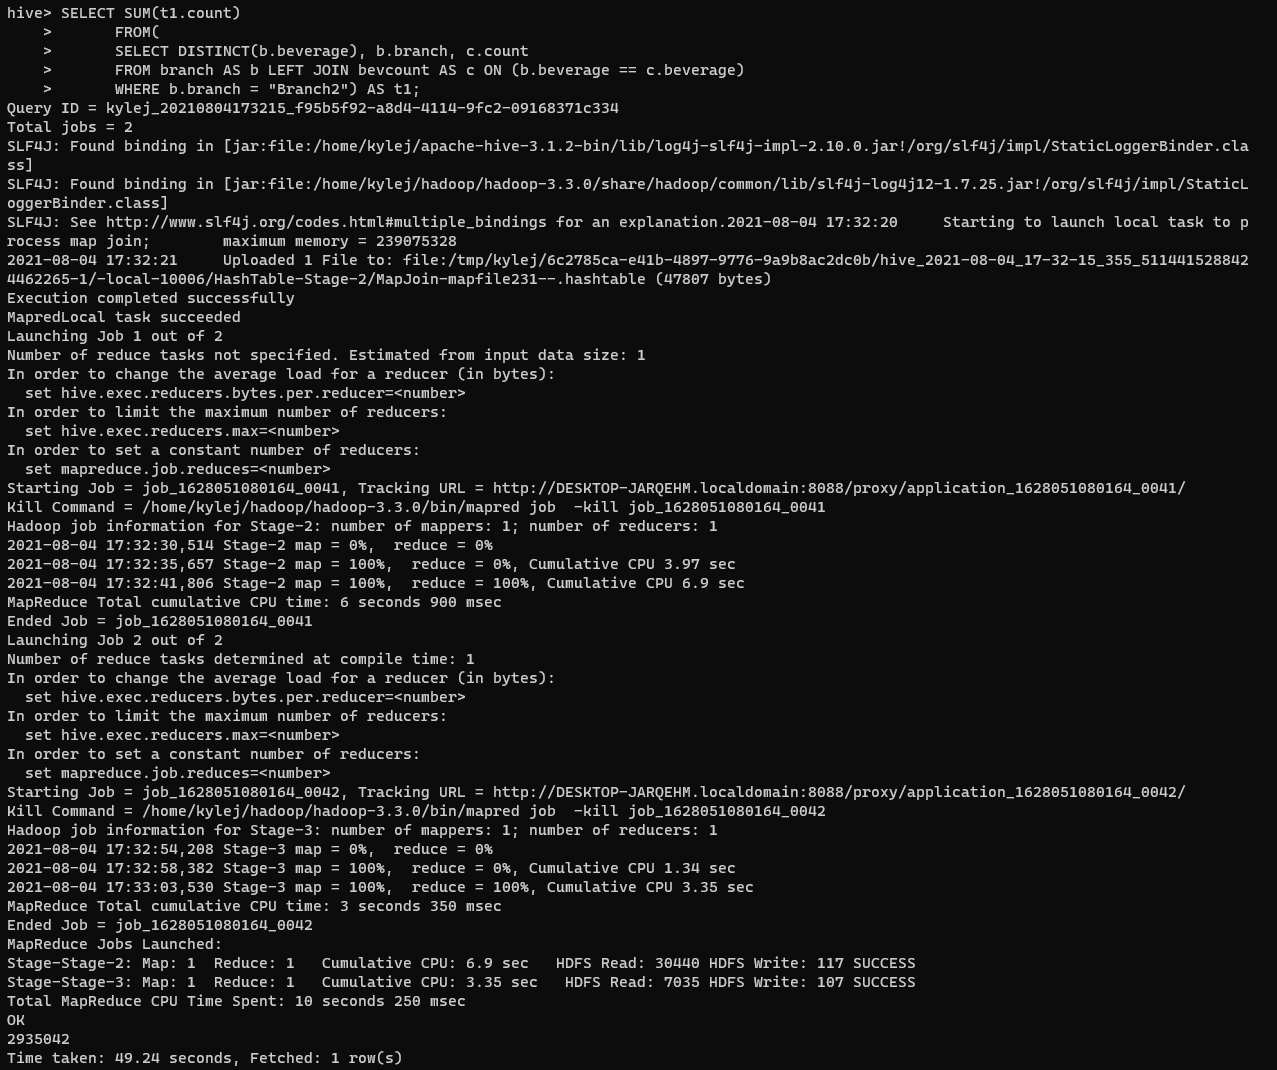 hive> SELECT SUM(t1.count)
    >       FROM(
    >       SELECT DISTINCT(b.beverage), b.branch, c.count
    >       FROM branch AS b LEFT JOIN bevcount AS c ON (b.beverage == c.beverage)
    >       WHERE b.branch = "Branch2") AS t1;
Query ID = kylej_20210804173215_f95b5f92-a8d4-4114-9fc2-09168371c334
Total jobs = 2
SLF4J: Found binding in [jar:file:/home/kylej/apache-hive-3.1.2-bin/lib/log4j-slf4j-impl-2.10.0.jar!/org/slf4j/impl/StaticLoggerBinder.cla
ss]
SLF4J: Found binding in [jar:file:/home/kylej/hadoop/hadoop-3.3.0/share/hadoop/common/lib/slf4j-log4j12-1.7.25.jar!/org/slf4j/impl/StaticL
oggerBinder.class]
SLF4J: See http://www.slf4j.org/codes.html#multiple_bindings for an explanation.2021-08-04 17:32:20     Starting to launch local task to p
rocess map join;        maximum memory = 239075328
2021-08-04 17:32:21     Uploaded 1 File to: file:/tmp/kylej/6c2785ca-e41b-4897-9776-9a9b8ac2dc0b/hive_2021-08-04_17-32-15_355_511441528842
4462265-1/-local-10006/HashTable-Stage-2/MapJoin-mapfile231--.hashtable (47807 bytes)
Execution completed successfully
MapredLocal task succeeded
Launching Job 1 out of 2
Number of reduce tasks not specified. Estimated from input data size: 1
In order to change the average load for a reducer (in bytes):
  set hive.exec.reducers.bytes.per.reducer=<number>
In order to limit the maximum number of reducers:
  set hive.exec.reducers.max=<number>
In order to set a constant number of reducers:
  set mapreduce.job.reduces=<number>
Starting Job = job_1628051080164_0041, Tracking URL = http://DESKTOP-JARQEHM.localdomain:8088/proxy/application_1628051080164_0041/
Kill Command = /home/kylej/hadoop/hadoop-3.3.0/bin/mapred job  -kill job_1628051080164_0041
Hadoop job information for Stage-2: number of mappers: 1; number of reducers: 1
2021-08-04 17:32:30,514 Stage-2 map = 0%,  reduce = 0%
2021-08-04 17:32:35,657 Stage-2 map = 100%,  reduce = 0%, Cumulative CPU 3.97 sec
2021-08-04 17:32:41,806 Stage-2 map = 100%,  reduce = 100%, Cumulative CPU 6.9 sec
MapReduce Total cumulative CPU time: 6 seconds 900 msec
Ended Job = job_1628051080164_0041
Launching Job 2 out of 2
Number of reduce tasks determined at compile time: 1
In order to change the average load for a reducer (in bytes):
  set hive.exec.reducers.bytes.per.reducer=<number>
In order to limit the maximum number of reducers:
  set hive.exec.reducers.max=<number>
In order to set a constant number of reducers:
  set mapreduce.job.reduces=<number>
Starting Job = job_1628051080164_0042, Tracking URL = http://DESKTOP-JARQEHM.localdomain:8088/proxy/application_1628051080164_0042/
Kill Command = /home/kylej/hadoop/hadoop-3.3.0/bin/mapred job  -kill job_1628051080164_0042
Hadoop job information for Stage-3: number of mappers: 1; number of reducers: 1
2021-08-04 17:32:54,208 Stage-3 map = 0%,  reduce = 0%
2021-08-04 17:32:58,382 Stage-3 map = 100%,  reduce = 0%, Cumulative CPU 1.34 sec
2021-08-04 17:33:03,530 Stage-3 map = 100%,  reduce = 100%, Cumulative CPU 3.35 sec
MapReduce Total cumulative CPU time: 3 seconds 350 msec
Ended Job = job_1628051080164_0042
MapReduce Jobs Launched:
Stage-Stage-2: Map: 1  Reduce: 1   Cumulative CPU: 6.9 sec   HDFS Read: 30440 HDFS Write: 117 SUCCESS
Stage-Stage-3: Map: 1  Reduce: 1   Cumulative CPU: 3.35 sec   HDFS Read: 7035 HDFS Write: 107 SUCCESS
Total MapReduce CPU Time Spent: 10 seconds 250 msec
OK
2935042
Time taken: 49.24 seconds, Fetched: 1 row(s)